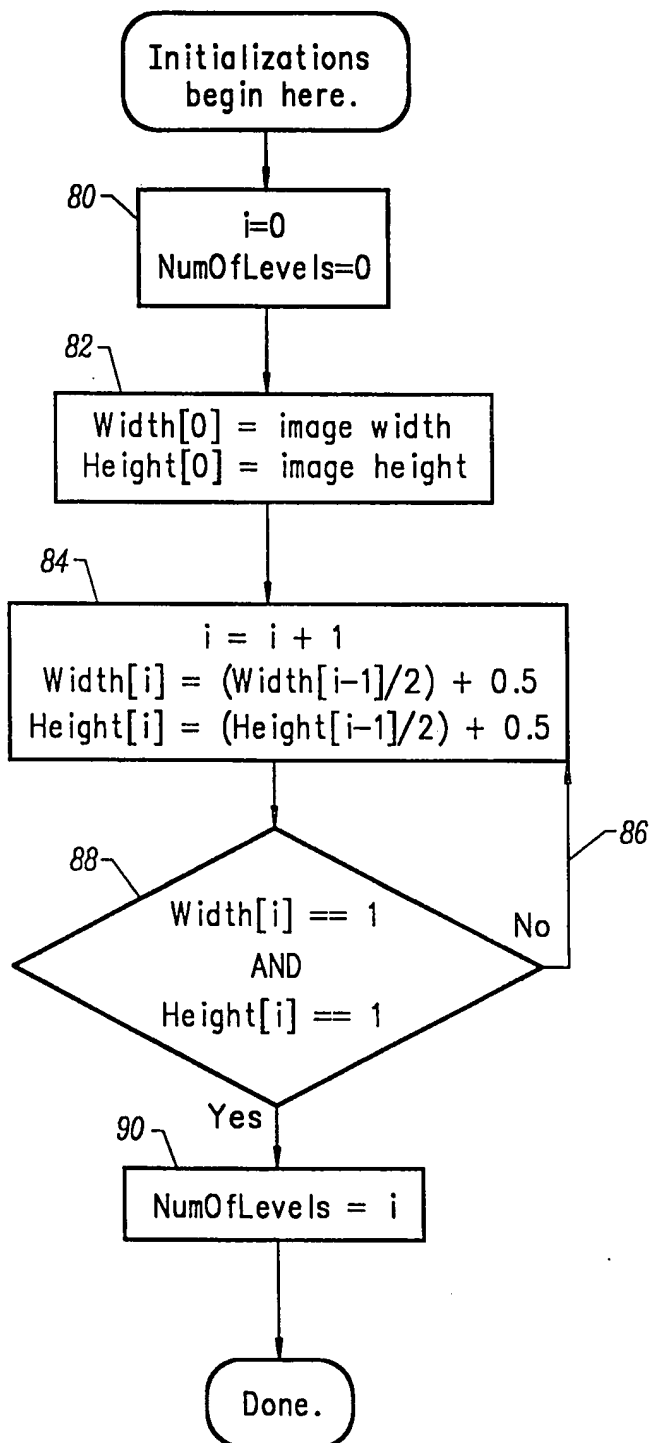 Initializations
begin here.
80
i=0
NumOfLevels=0
82
Width[0] = image width
Height[0] = image height
84
i = i + 1
Width[i] = (Width[i-1]/2) + 0.5
Height[i] = (Height[i-1]/2) + 0.5
86
88
Width[i] == 1
AND
Height[i] == 1
No
Yes
90
NumOfLevels = i
Done.